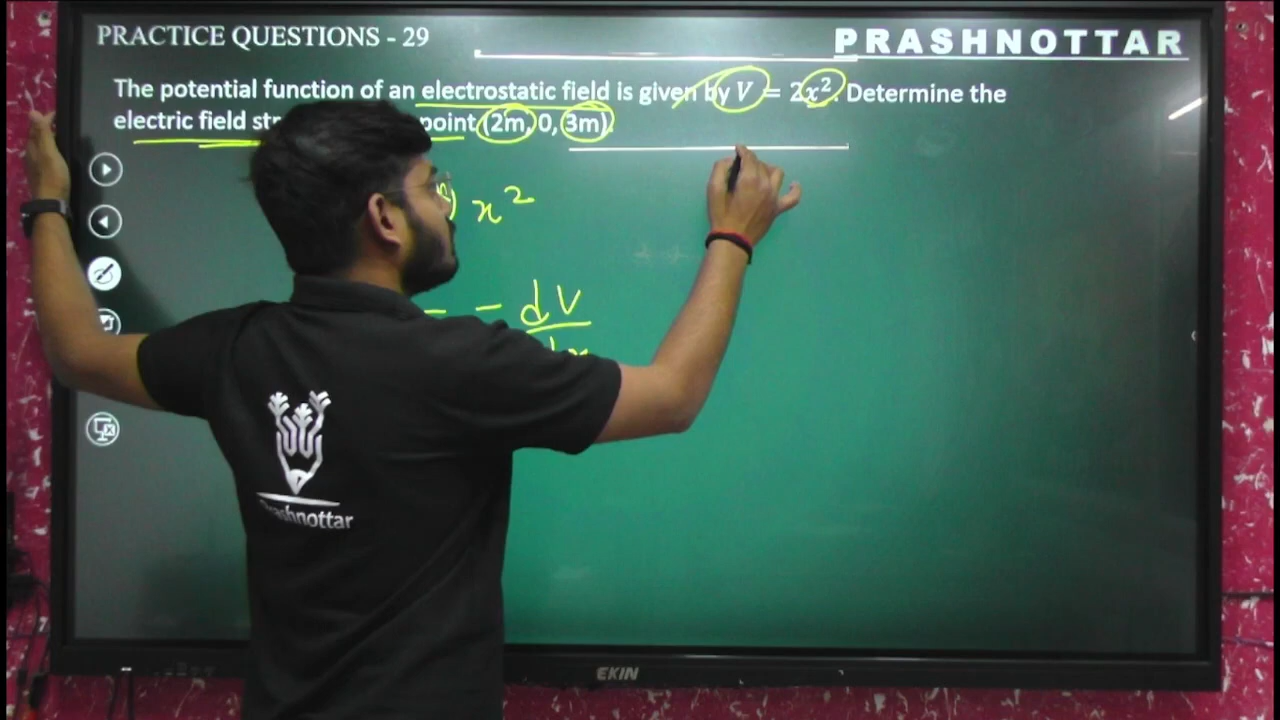 PRACTICE QUESTIONS - 29
PRASHNOTTAR
The potential function of an electrostatic field is given by V = 2x². Determine the
electric field point (2m, 0, 3m).
x²
- dV
dx
Prashnottar
EKIN